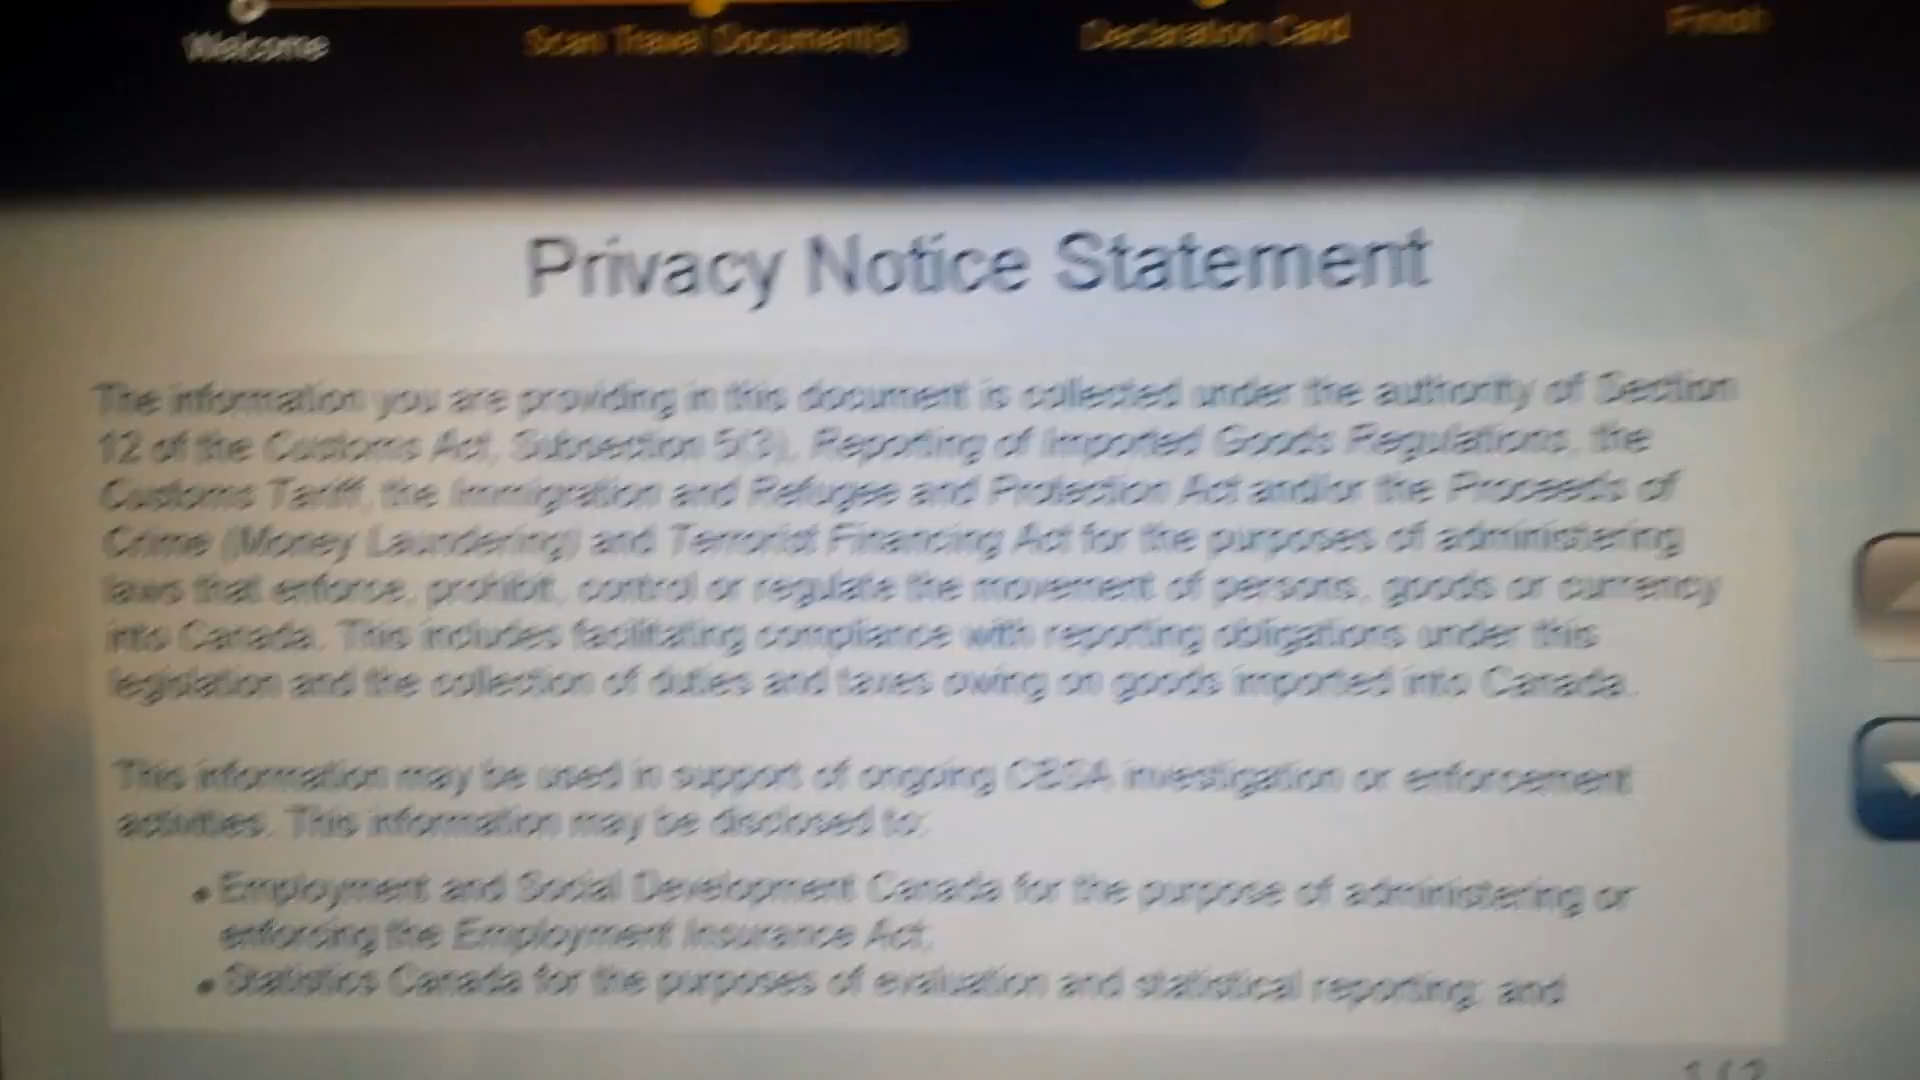 Welcome
Scan Travel Document(s)
Declaration Card
Finish
Privacy Notice Statement
The information you are providing in this document is collected under the authority of Section
12 of the Customs Act, Subsection 5(3), Reporting of Imported Goods Regulations, the
Customs Tariff, the Immigration and Refugee and Protection Act and/or the Proceeds of
Crime (Money Laundering) and Terrorist Financing Act for the purposes of administering
laws that enforce, prohibit, control or regulate the movement of persons, goods or currency
into Canada. This includes facilitating compliance with reporting obligations under this
legislation and the collection of duties and taxes owing on goods imported into Canada.
This information may be used in support of ongoing CBSA investigation or enforcement
activities. This information may be disclosed to:
• Employment and Social Development Canada for the purpose of administering or
enforcing the Employment Insurance Act;
• Statistics Canada for the purposes of evaluation and statistical reporting; and
1 / 2